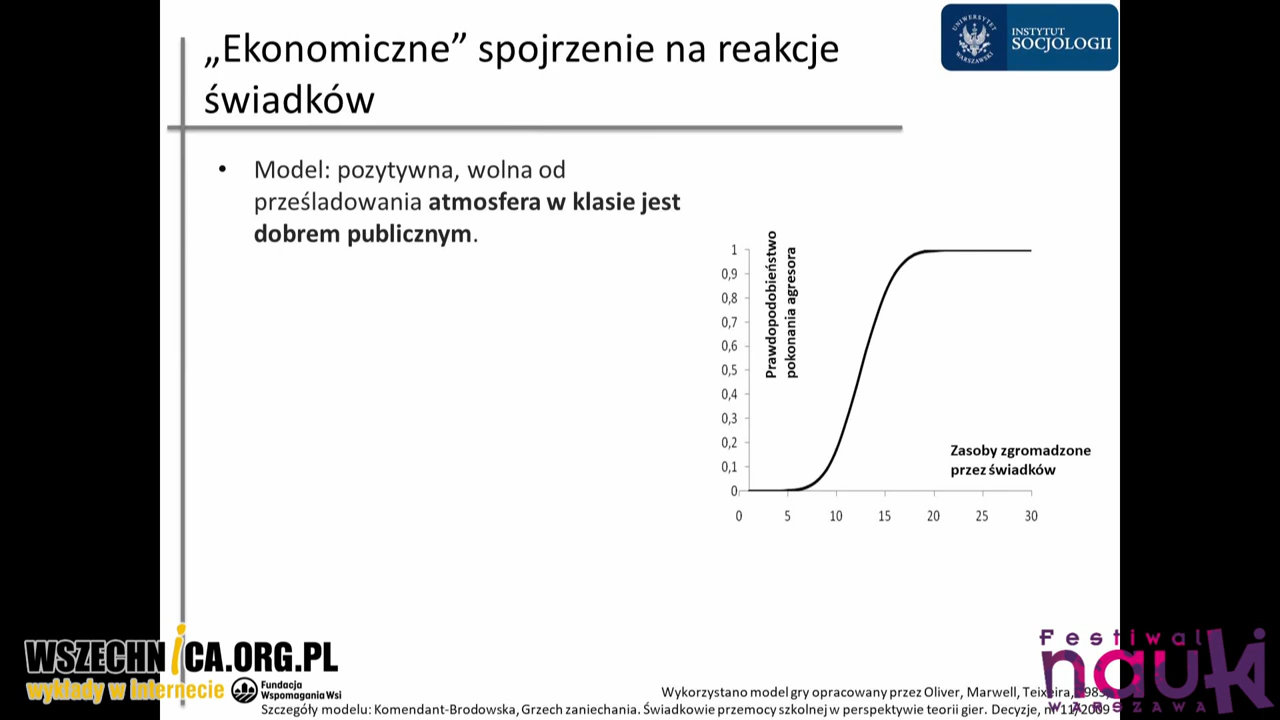 „Ekonomiczne” spojrzenie na reakcje
świadków
UNIWERSYTET
WARSZAWSKI
INSTYTUT
SOCJOLOGII
• Model: pozytywna, wolna od
prześladowania atmosfera w klasie jest
dobrem publicznym.
Prawdopodobieństwo
pokonania agresora
1
0,9
0,8
0,7
0,6
0,5
0,4
0,3
0,2
0,1
0
Zasoby zgromadzone
przez świadków
0 5 10 15 20 25 30
WSZECHNICA.ORG.PL
wykłady w Internecie
Fundacja
Wspomagania Wsi
Festiwal
nauki
WARSZAWA
Wykorzystano model gry opracowany przez Oliver, Marwell, Teixeira, 1985
Szczegóły modelu: Komendant-Brodowska, Grzech zaniechania. Świadkowie przemocy szkolnej w perspektywie teorii gier. Decyzje, nr 11/2009